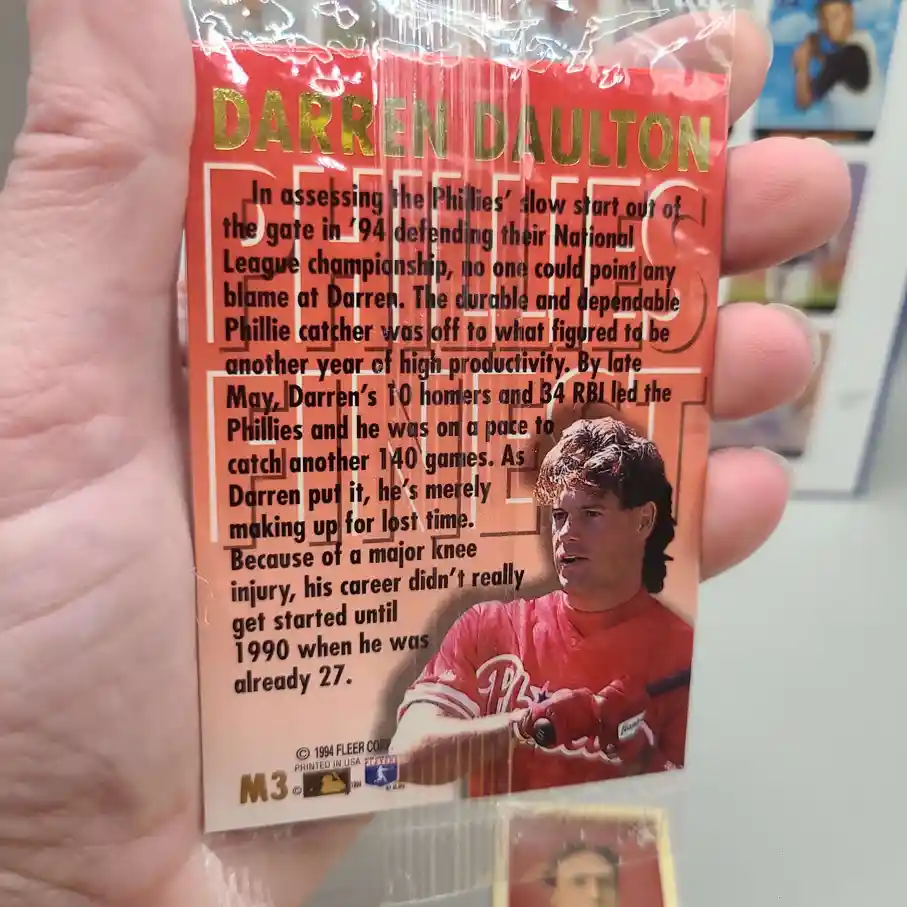 DARREN DAULTON
PHILLIES
FINEST
In assessing the Phillies' slow start out of
the gate in '94 defending their National
League championship, no one could point any
blame at Darren. The durable and dependable
Phillie catcher was off to what figured to be
another year of high productivity. By late
May, Darren's 10 homers and 34 RBI led the
Phillies and he was on a pace to
catch another 140 games. As
Darren put it, he's merely
making up for lost time.
Because of a major knee
injury, his career didn't really
get started until
1990 when he was
already 27.
© 1994 FLEER CORP.
PRINTED IN USA
M3 ©